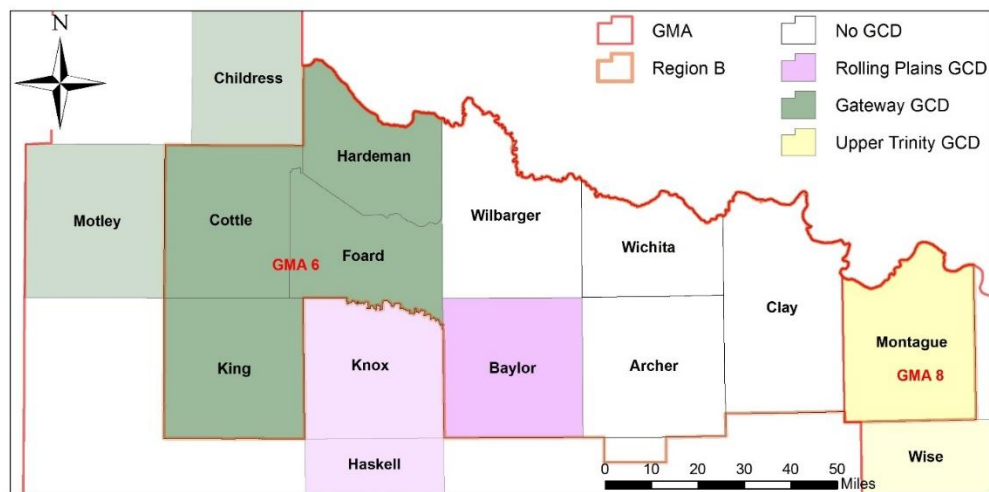 N
GMA
Region B
No GCD
Rolling Plains GCD
Gateway GCD
Upper Trinity GCD
Childress
Hardeman
Motley
Cottle
Wilbarger
Wichita
GMA 6
Foard
Clay
King
Knox
Baylor
Archer
Montague
GMA 8
Haskell
Wise
0 10 20 30 40 50
Miles